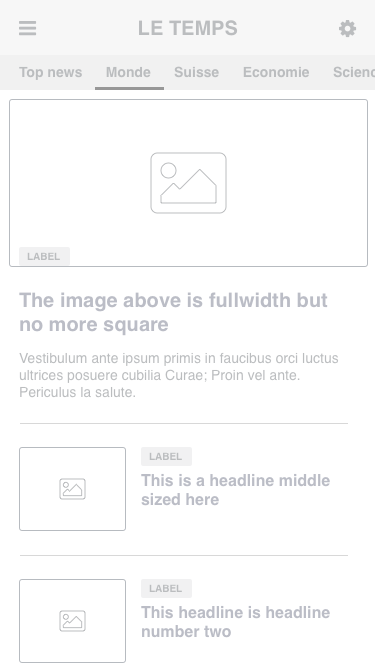 LE TEMPS
Top news Monde Suisse Economie Scienc
LABEL
The image above is fullwidth but
no more square
Vestibulum ante ipsum primis in faucibus orci luctus
ultrices posuere cubilia Curae; Proin vel ante.
Periculus la salute.
LABEL
This is a headline middle
sized here
LABEL
This headline is headline
number two